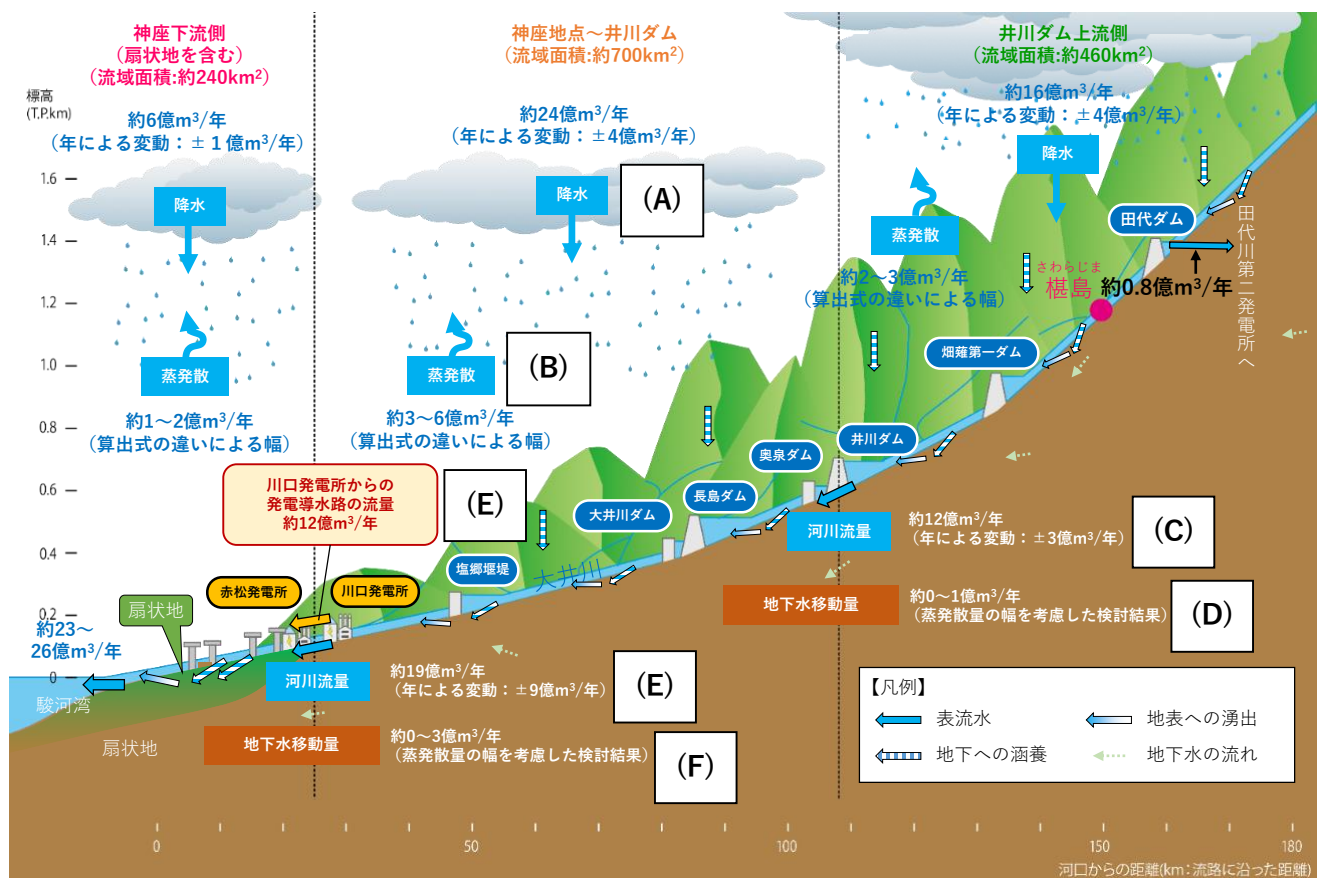 神座下流側
(扇状地を含む)
(流域面積:約240km²)
神座地点～井川ダム
(流域面積:約700km²)
井川ダム上流側
(流域面積:約460km²)
標高
(T.P.km)
約6億m³/年
(年による変動：±１億m³/年)
約24億m³/年
(年による変動：±4億m³/年)
約16億m³/年
(年による変動：±4億m³/年)
1.6
1.4
1.2
1.0
0.8
0.6
0.4
0.2
0
降水
降水
(A)
降水
蒸発散
田代ダム
田代川第二発電所へ
約2～3億m³/年
(算出式の違いによる幅)
さわらじま
椹島
約0.8億m³/年
蒸発散
蒸発散
(B)
畑薙第一ダム
約1～2億m³/年
(算出式の違いによる幅)
約3～6億m³/年
(算出式の違いによる幅)
井川ダム
奥泉ダム
川口発電所からの
発電導水路の流量
約12億m³/年
(E)
長島ダム
大井川ダム
河川流量
約12億m³/年
(年による変動：±3億m³/年)
(C)
塩郷堰堤
大井川
赤松発電所
川口発電所
地下水移動量
約0～1億m³/年
(蒸発散量の幅を考慮した検討結果)
(D)
扇状地
約23～
26億m³/年
河川流量
約19億m³/年
(年による変動：±9億m³/年)
(E)
駿河湾
扇状地
地下水移動量
約0～3億m³/年
(蒸発散量の幅を考慮した検討結果)
(F)
【凡例】
表流水
地表への湧出
地下への涵養
地下水の流れ
0
50
100
150
180
河口からの距離(km：流路に沿った距離)